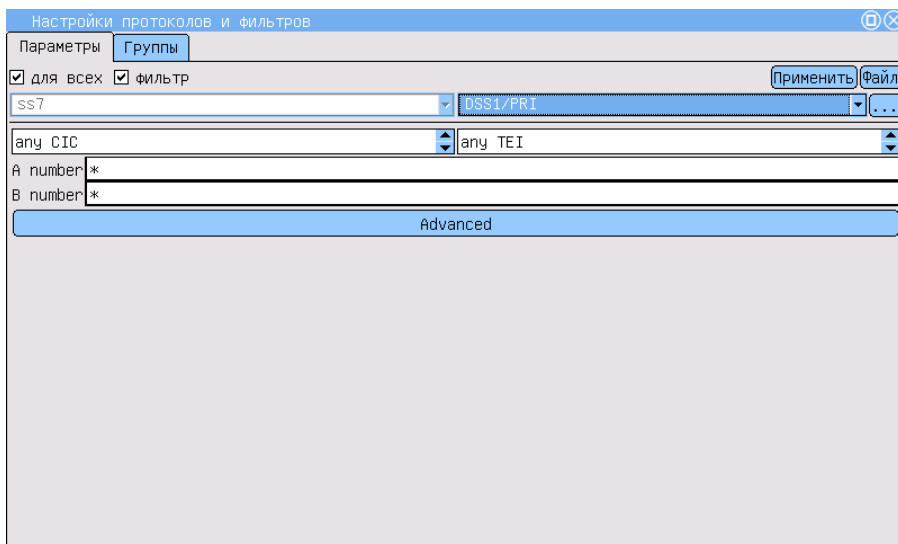 Настройки протоколов и фильтров
Параметры Группы
для всех фильтр Применить Файл
ss7 DSS1/PRI ...
any CIC any TEI
A number *
B number *
Advanced